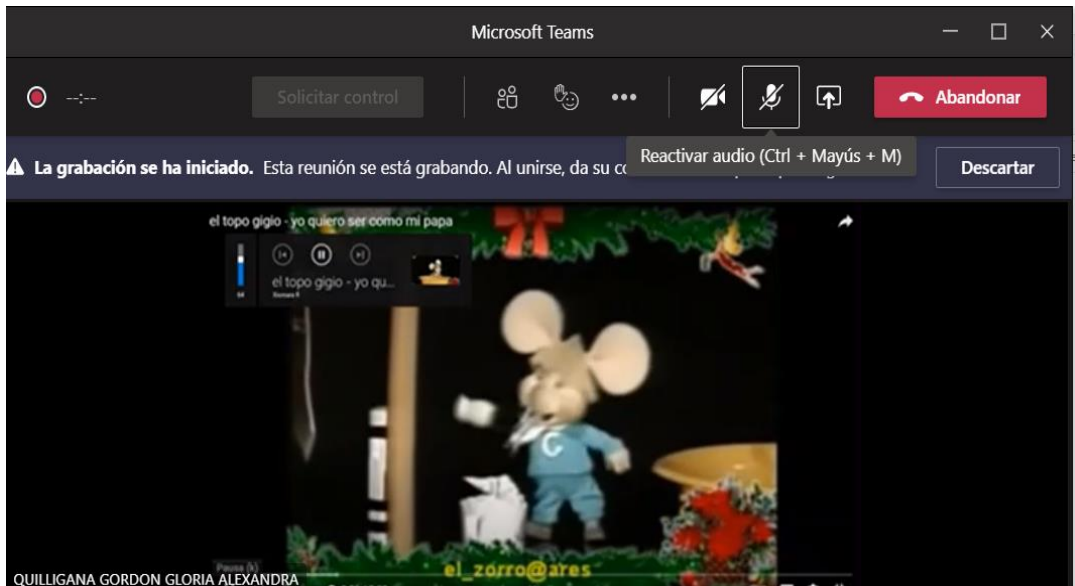 Microsoft Teams
--:--
Solicitar control
Abandonar
Reactivar audio (Ctrl + Mayús + M)
La grabación se ha iniciado. Esta reunión se está grabando. Al unirse, da su
Descartar
el topo gigio - yo quiero ser como mi papa
el topo gigio - yo qu...
64
G
Pausa (k)
el_zorro@ares
QUILLIGANA GORDON GLORIA ALEXANDRA